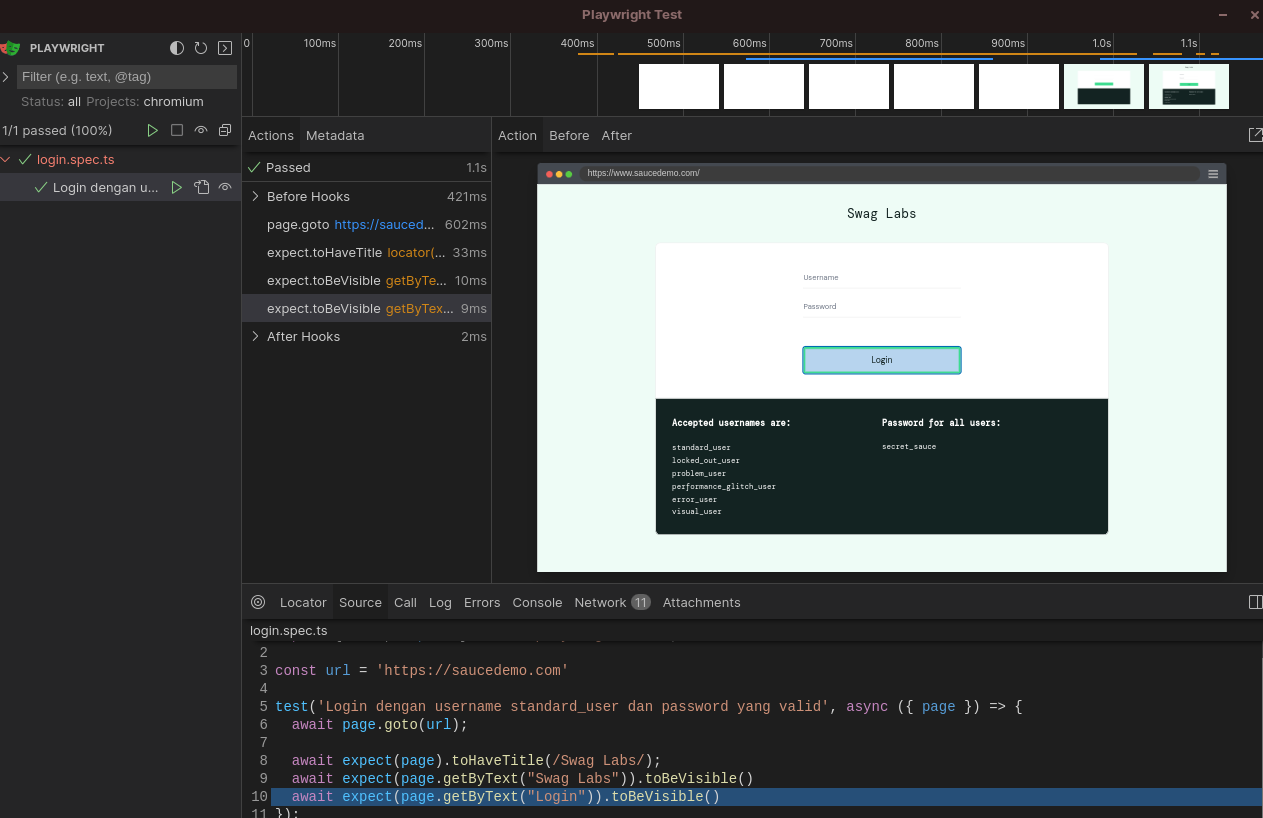 Playwright Test
PLAYWRIGHT
Filter (e.g. text, @tag)
Status: all Projects: chromium
1/1 passed (100%)
login.spec.ts
Login dengan u...
0
100ms
200ms
300ms
400ms
500ms
600ms
700ms
800ms
900ms
1.0s
1.1s
Actions Metadata
Passed 1.1s
Before Hooks 421ms
page.goto https://sauced... 602ms
expect.toHaveTitle locator(... 33ms
expect.toBeVisible getByTe... 10ms
expect.toBeVisible getByTex... 9ms
After Hooks 2ms
Action Before After
https://www.saucedemo.com/
Swag Labs
Username
Password
Login
Accepted usernames are:
standard_user
locked_out_user
problem_user
performance_glitch_user
error_user
visual_user
Password for all users:
secret_sauce
Locator Source Call Log Errors Console Network 11 Attachments
login.spec.ts
2
3 const url = 'https://saucedemo.com'
4
5 test('Login dengan username standard_user dan password yang valid', async ({ page }) => {
6 await page.goto(url);
7
8 await expect(page).toHaveTitle(/Swag Labs/);
9 await expect(page.getByText("Swag Labs")).toBeVisible()
10 await expect(page.getByText("Login")).toBeVisible()
11 });